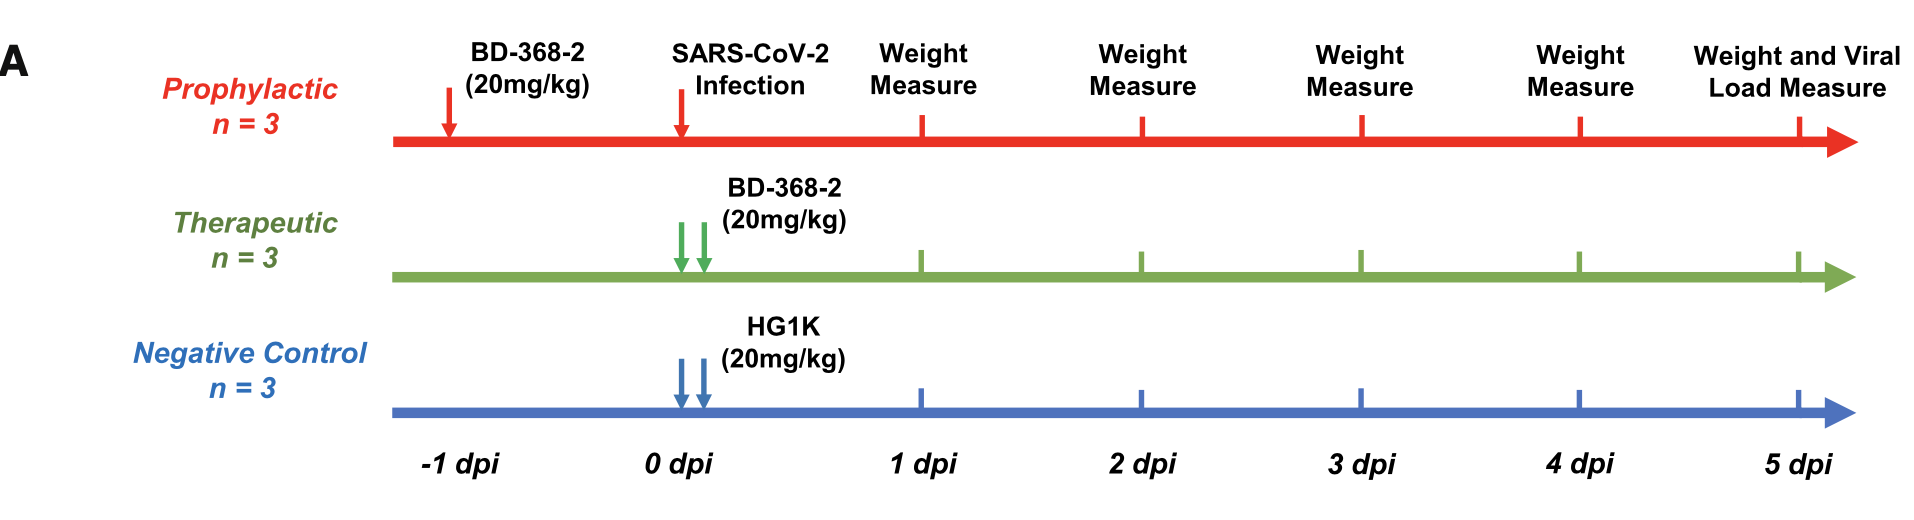 A
Prophylactic
n = 3
BD-368-2
(20mg/kg)
SARS-CoV-2
Infection
Weight
Measure
Weight
Measure
Weight
Measure
Weight
Measure
Weight and Viral
Load Measure
Therapeutic
n = 3
BD-368-2
(20mg/kg)
Negative Control
n = 3
HG1K
(20mg/kg)
-1 dpi
0 dpi
1 dpi
2 dpi
3 dpi
4 dpi
5 dpi